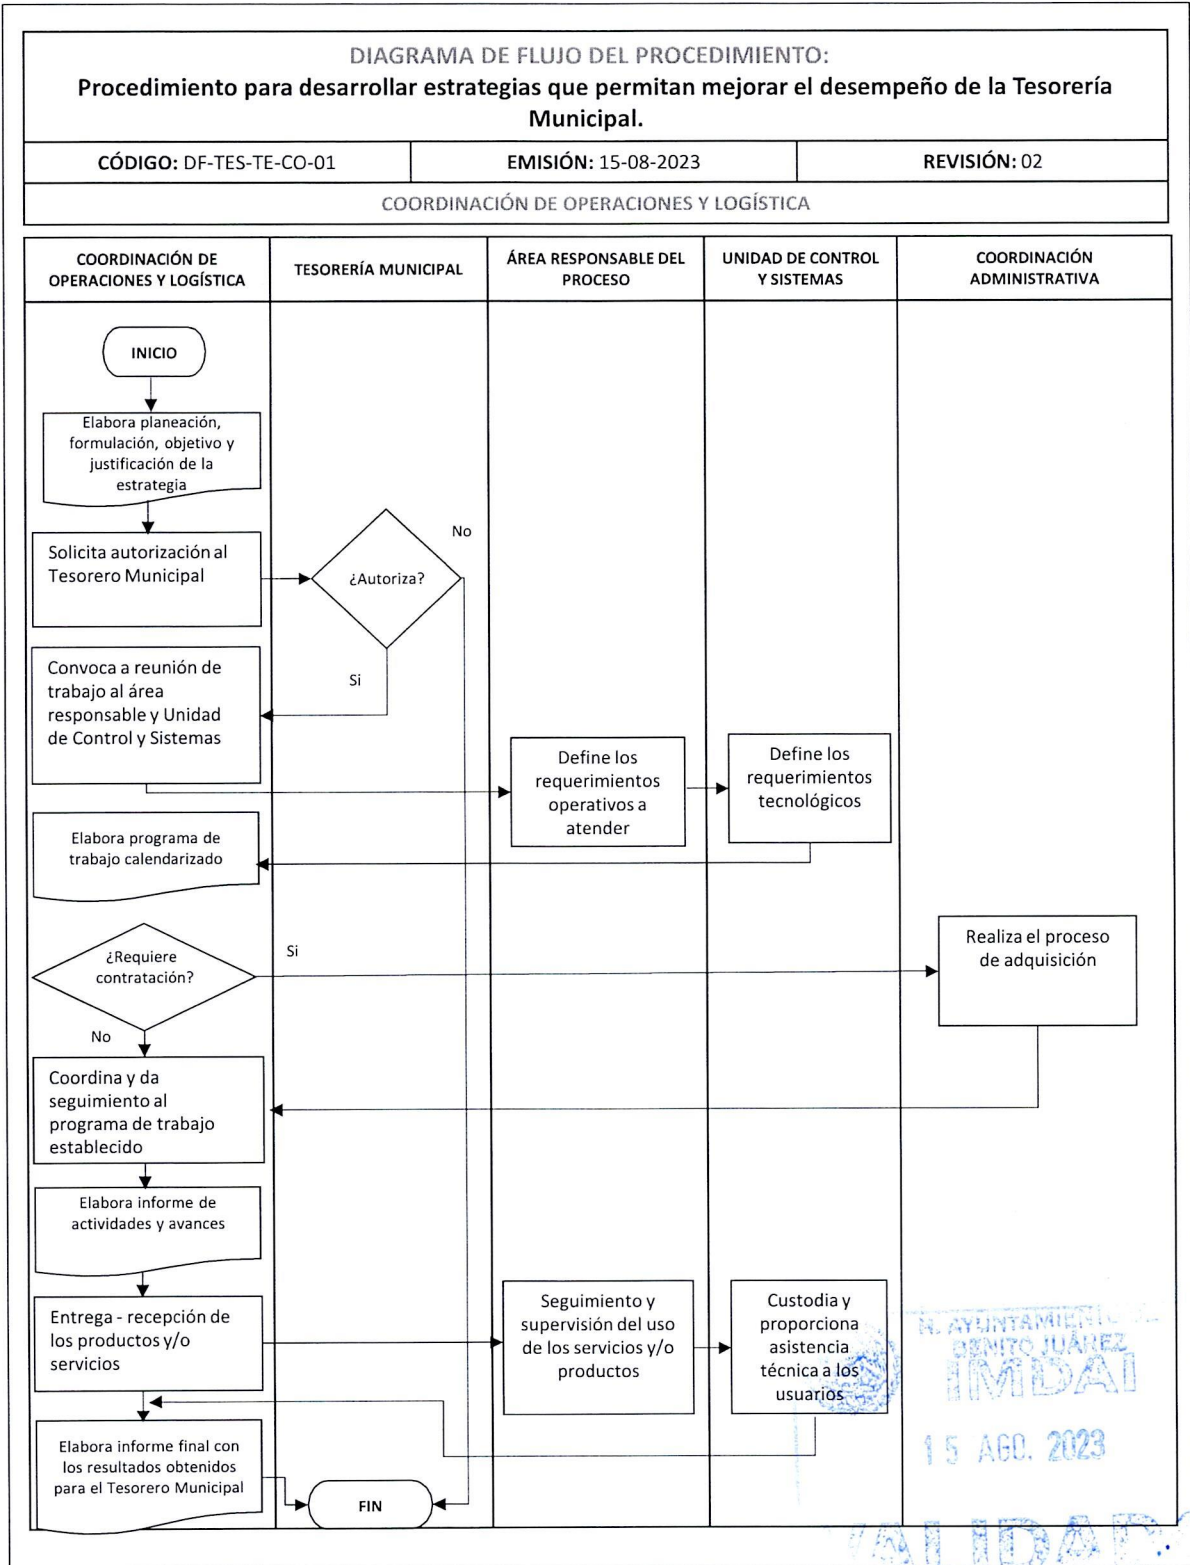 DIAGRAMA DE FLUJO DEL PROCEDIMIENTO:
Procedimiento para desarrollar estrategias que permitan mejorar el desempeño de la Tesorería
Municipal.
CÓDIGO: DF-TES-TE-CO-01
EMISIÓN: 15-08-2023
REVISIÓN: 02
COORDINACIÓN DE OPERACIONES Y LOGÍSTICA
COORDINACIÓN DE
OPERACIONES Y LOGÍSTICA
TESORERÍA MUNICIPAL
ÁREA RESPONSABLE DEL
PROCESO
UNIDAD DE CONTROL
Y SISTEMAS
COORDINACIÓN
ADMINISTRATIVA
INICIO
Elabora planeación,
formulación, objetivo y
justificación de la
estrategia
Solicita autorización al
Tesorero Municipal
¿Autoriza?
No
Si
Convoca a reunión de
trabajo al área
responsable y Unidad
de Control y Sistemas
Define los
requerimientos
operativos a
atender
Define los
requerimientos
tecnológicos
Elabora programa de
trabajo calendarizado
¿Requiere
contratación?
Si
Realiza el proceso
de adquisición
No
Coordina y da
seguimiento al
programa de trabajo
establecido
Elabora informe de
actividades y avances
Entrega - recepción de
los productos y/o
servicios
Seguimiento y
supervisión del uso
de los servicios y/o
productos
Custodia y
proporciona
asistencia
técnica a los
usuarios
H. AYUNTAMIENTO
BENITO JUÁREZ
IMDAI
15 AGO. 2023
Elabora informe final con
los resultados obtenidos
para el Tesorero Municipal
FIN